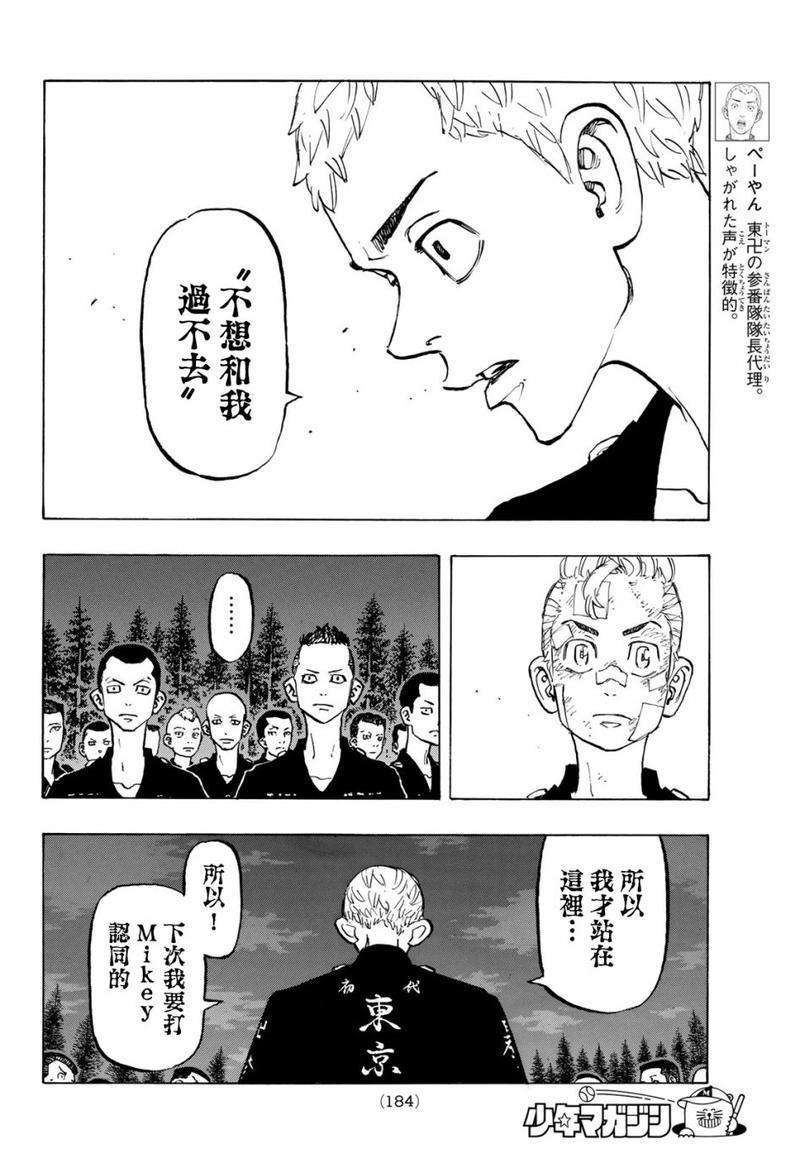 ぺーやん 東卍の参番隊隊長代理。
しゃがれた声が特徴的。
“不想和我
過不去”
……
所以
我才站在
這裡…
所以！
下次我要打
Mikey
認同的
初代
東京
(184)
少年マガジン